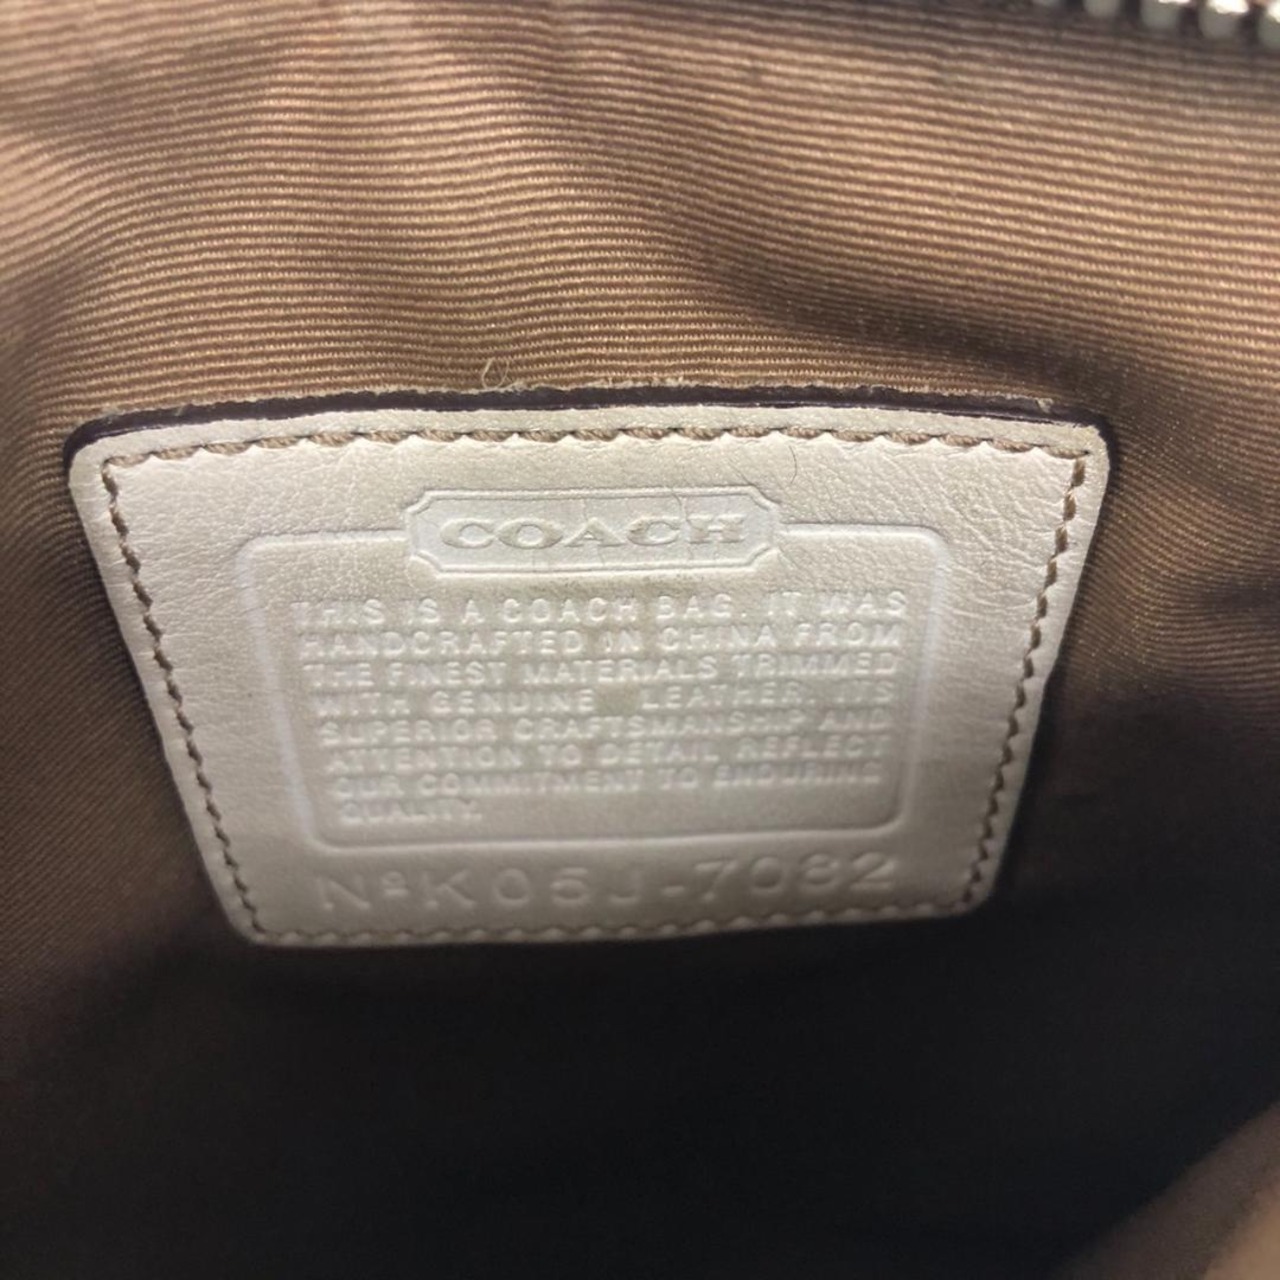 COACH
THIS IS A COACH BAG. IT WAS
HANDCRAFTED IN CHINA FROM
THE FINEST MATERIALS TRIMMED
WITH GENUINE LEATHER. ITS
SUPERIOR CRAFTSMANSHIP AND
ATTENTION TO DETAIL REFLECT
OUR COMMITMENT TO ENDURING
QUALITY.
Nº K05J-7082